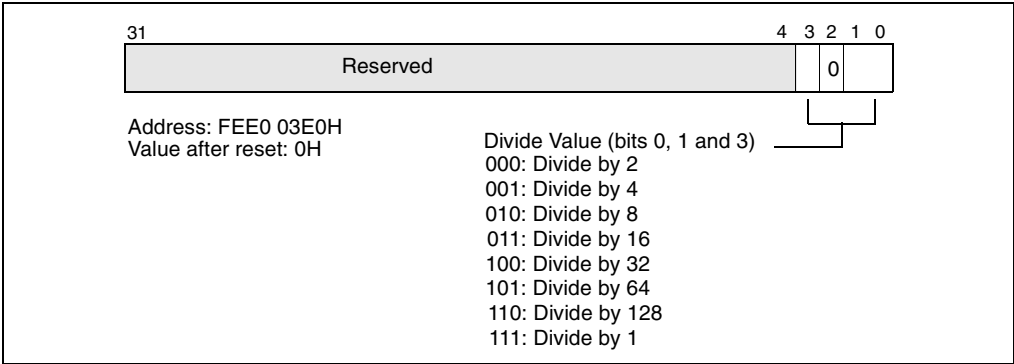 31 4 3 2 1 0
Reserved 0
Address: FEE0 03E0H
Value after reset: 0H
Divide Value (bits 0, 1 and 3)
000: Divide by 2
001: Divide by 4
010: Divide by 8
011: Divide by 16
100: Divide by 32
101: Divide by 64
110: Divide by 128
111: Divide by 1